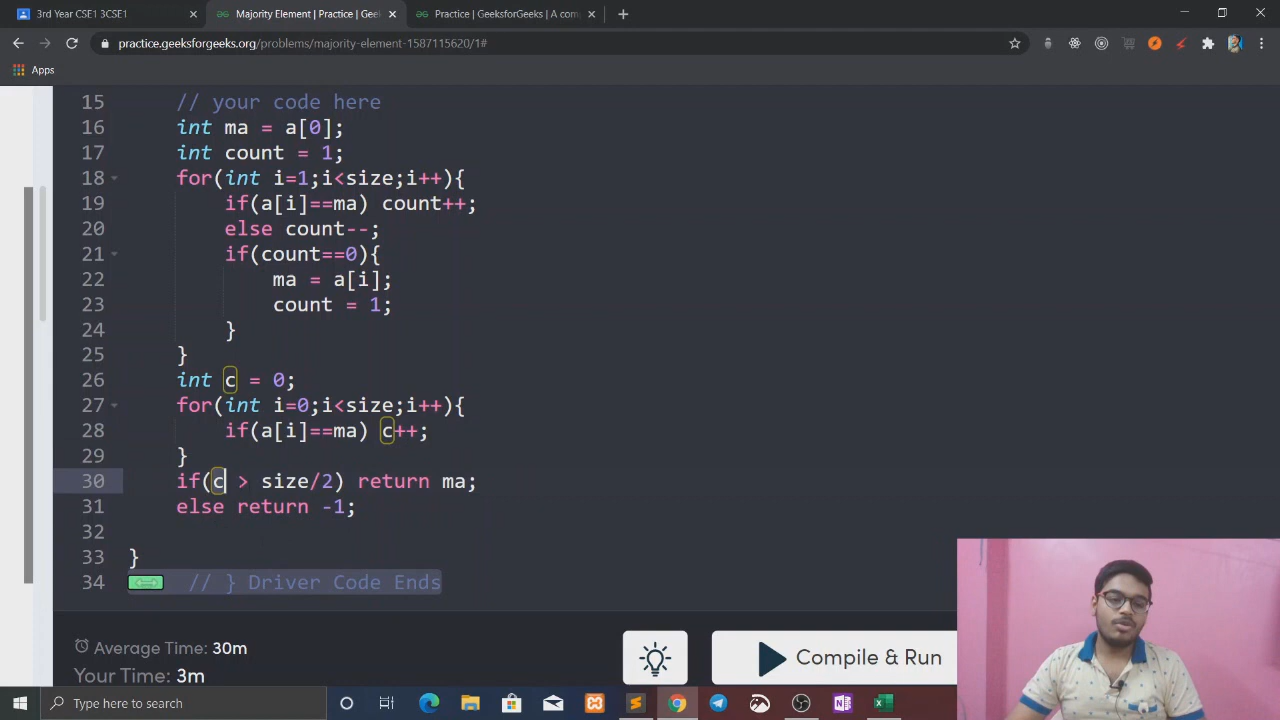 3rd Year CSE1 3CSE1
Majority Element | Practice | Gee
Practice | GeeksforGeeks | A com
practice.geeksforgeeks.org/problems/majority-element-1587115620/1#
Apps
15 // your code here
16 int ma = a[0];
17 int count = 1;
18 for(int i=1;i<size;i++){
19 if(a[i]==ma) count++;
20 else count--;
21 if(count==0){
22 ma = a[i];
23 count = 1;
24 }
25 }
26 int c = 0;
27 for(int i=0;i<size;i++){
28 if(a[i]==ma) c++;
29 }
30 if(c > size/2) return ma;
31 else return -1;
32
33 }
34 // } Driver Code Ends
Average Time: 30m
Your Time: 3m
Compile & Run
Type here to search